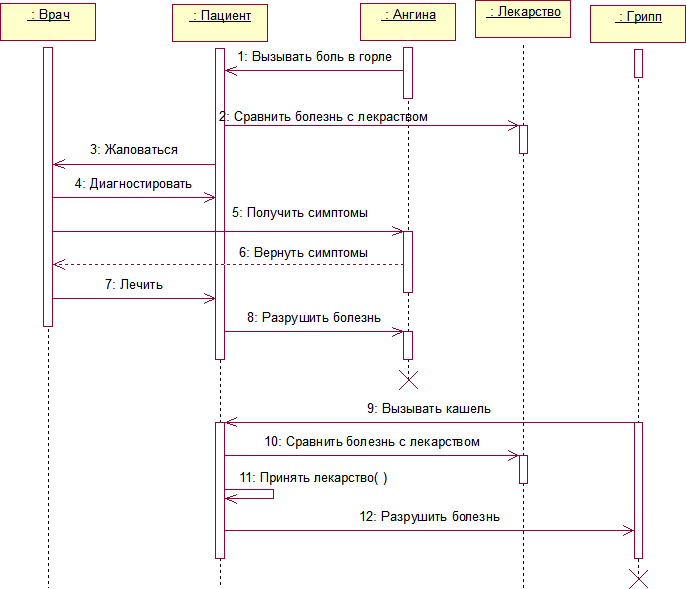 : Врач
: Пациент
: Ангина
: Лекарство
: Грипп
1: Вызывать боль в горле
2: Сравнить болезнь с лекраством
3: Жаловаться
4: Диагностировать
5: Получить симптомы
6: Вернуть симптомы
7: Лечить
8: Разрушить болезнь
9: Вызывать кашель
10: Сравнить болезнь с лекарством
11: Принять лекарство( )
12: Разрушить болезнь